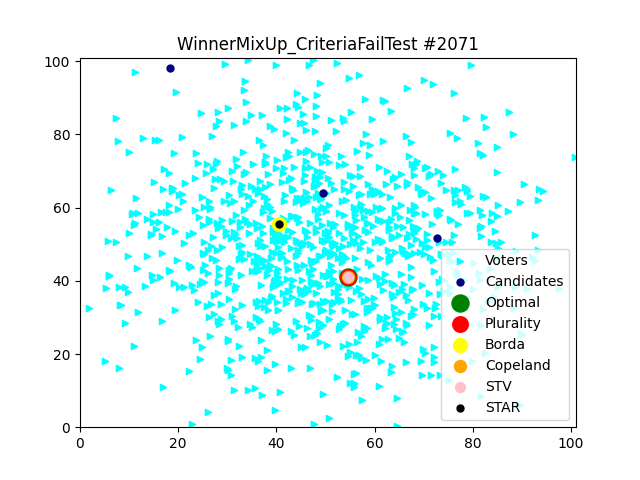 WinnerMixUp_CriteriaFailTest #2071
100
80
60
40
20
0
0
20
40
60
80
100
Voters
Candidates
Optimal
Plurality
Borda
Copeland
STV
STAR